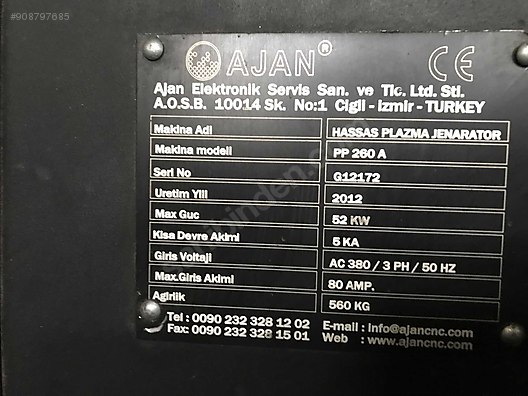 #908797685
AJAN® CE
Ajan Elektronik Servis San. ve Tic. Ltd. Sti.
A.O.S.B. 10014 Sk. No:1 Cigli - Izmir - TURKEY
Makina Adi HASSAS PLAZMA JENARATOR
Makina modeli PP 260 A
Seri No G12172
Uretim Yili 2012
Max Guc 52 KW
Kisa Devre Akimi 5 KA
Giris Voltaji AC 380 / 3 PH / 50 HZ
Max.Giris Akimi 80 AMP.
Agirlik 560 KG
Tel : 0090 232 328 12 02 E-mail : info@ajancnc.com
Fax: 0090 232 328 15 01 Web : www.ajancnc.com